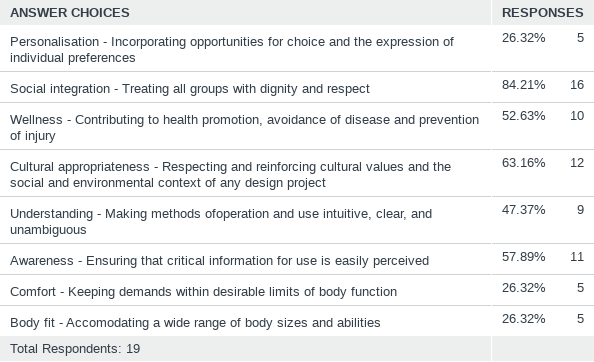 ANSWER CHOICES RESPONSES
Personalisation - Incorporating opportunities for choice and the expression of 26.32% 5
individual preferences
Social integration - Treating all groups with dignity and respect 84.21% 16
Wellness - Contributing to health promotion, avoidance of disease and prevention 52.63% 10
of injury
Cultural appropriateness - Respecting and reinforcing cultural values and the 63.16% 12
social and environmental context of any design project
Understanding - Making methods ofoperation and use intuitive, clear, and 47.37% 9
unambiguous
Awareness - Ensuring that critical information for use is easily perceived 57.89% 11
Comfort - Keeping demands within desirable limits of body function 26.32% 5
Body fit - Accomodating a wide range of body sizes and abilities 26.32% 5
Total Respondents: 19